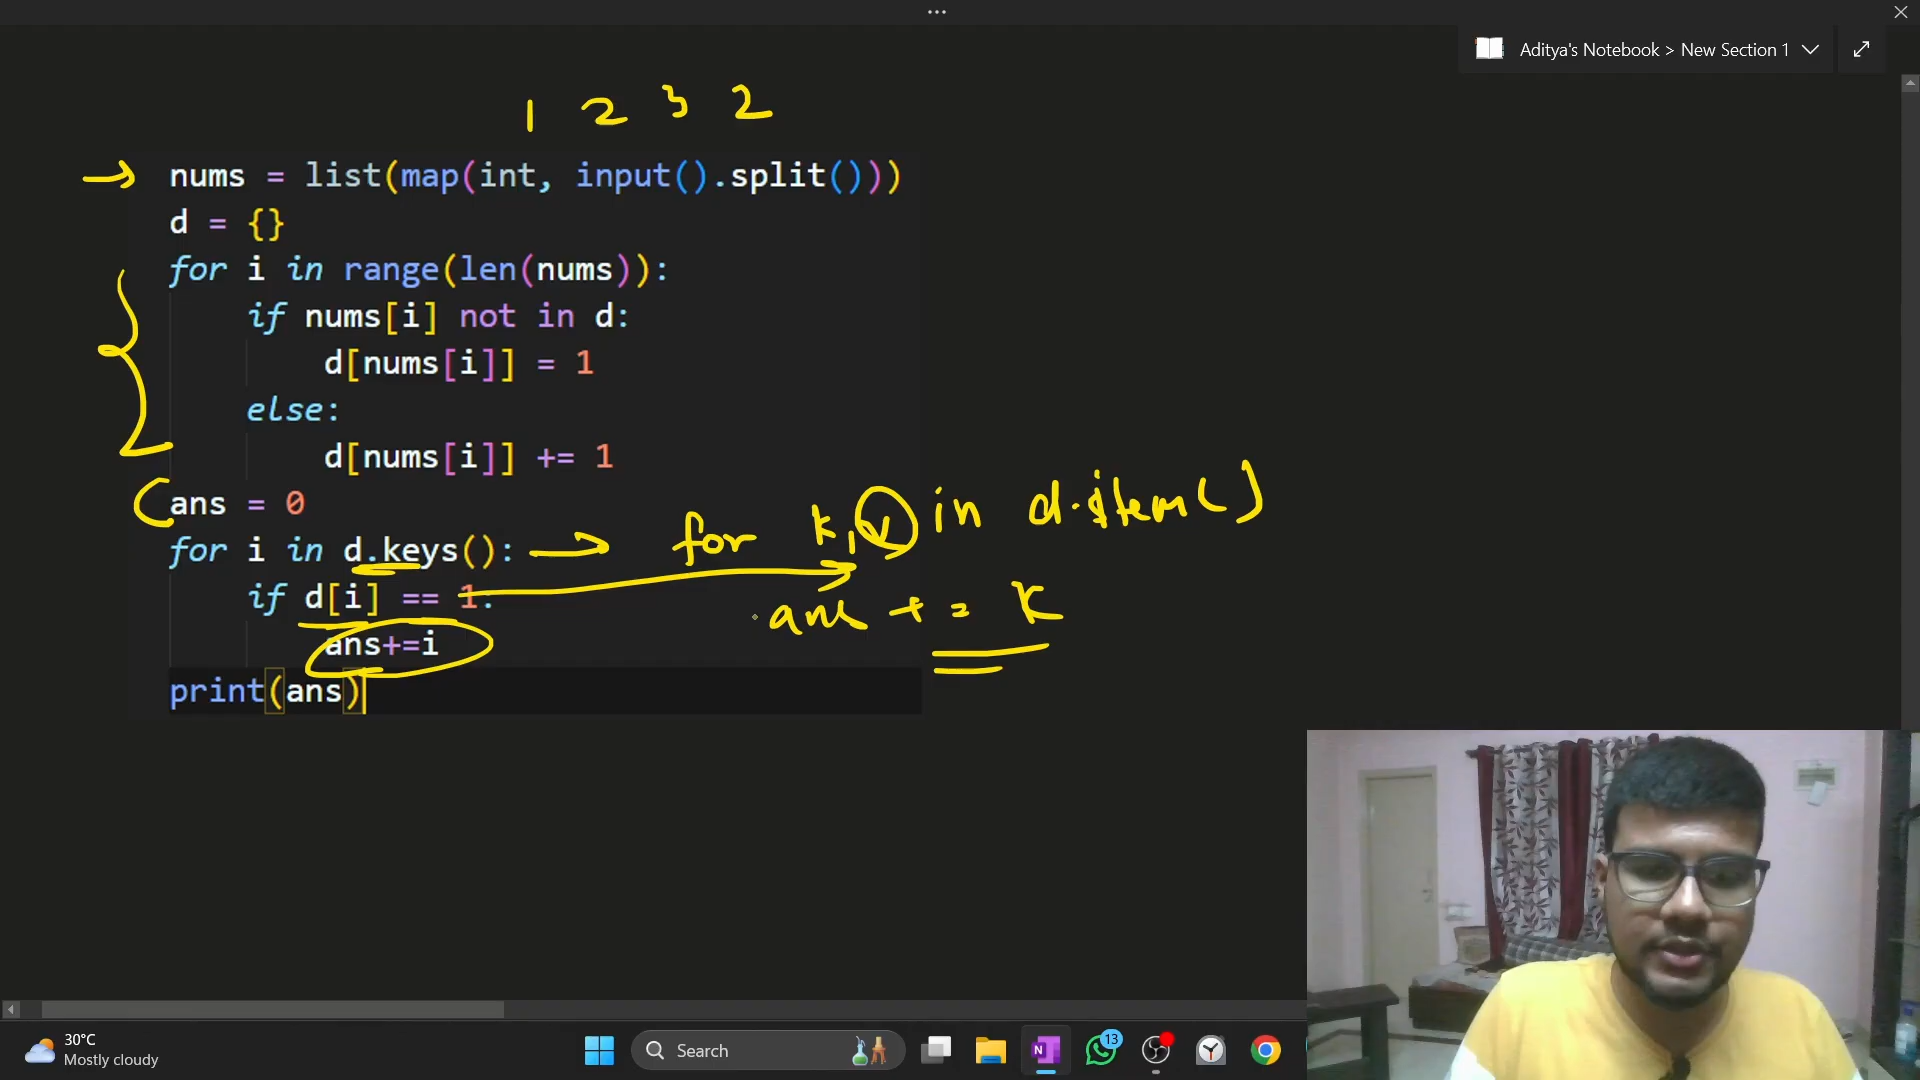 Aditya's Notebook > New Section 1
1 2 3 2
nums = list(map(int, input().split()))
d = {}
for i in range(len(nums)):
if nums[i] not in d:
d[nums[i]] = 1
else:
d[nums[i]] += 1
ans = 0
for i in d.keys():
for k, v in d.item()
if d[i] == 1:
ans += k
ans+=i
print(ans)
30°C
Mostly cloudy
Search
13